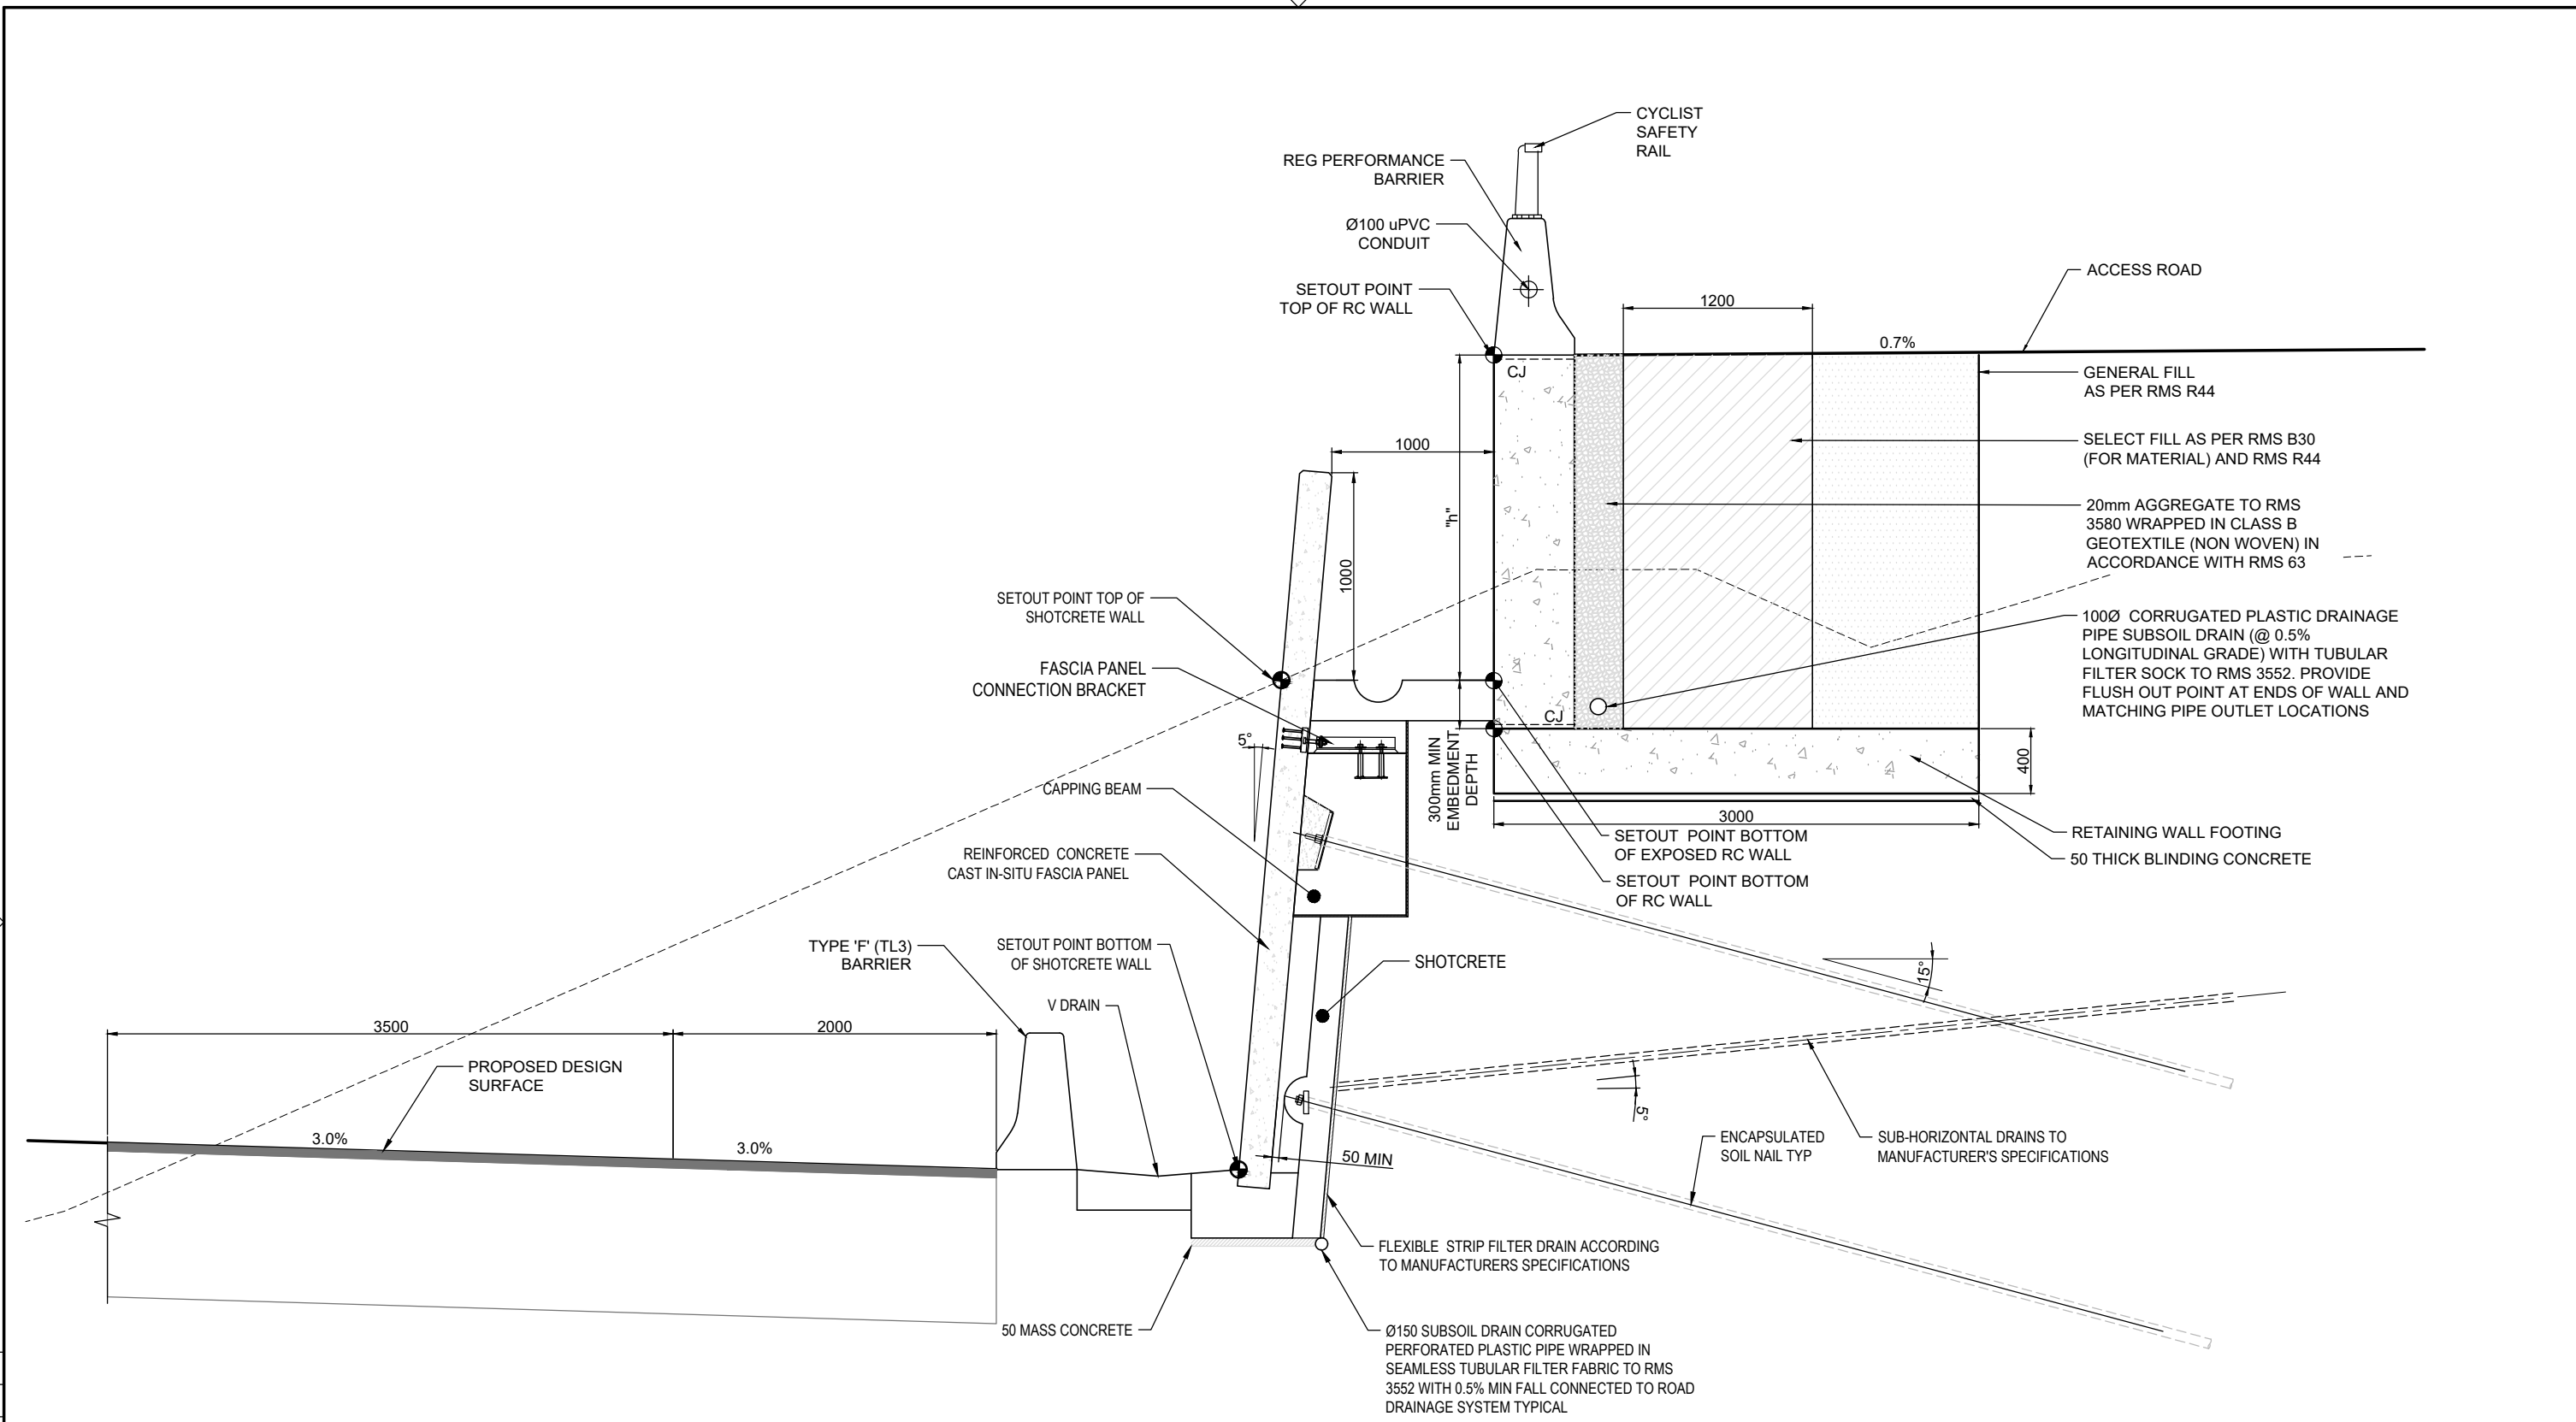 CYCLIST
SAFETY
RAIL
REG PERFORMANCE
BARRIER
Ø100 uPVC
CONDUIT
SETOUT POINT
TOP OF RC WALL
ACCESS ROAD
1200
0.7%
CJ
GENERAL FILL
AS PER RMS R44
SELECT FILL AS PER RMS B30
(FOR MATERIAL) AND RMS R44
1000
20mm AGGREGATE TO RMS
3580 WRAPPED IN CLASS B
GEOTEXTILE (NON WOVEN) IN
ACCORDANCE WITH RMS 63
"h"
1000
SETOUT POINT TOP OF
SHOTCRETE WALL
100Ø CORRUGATED PLASTIC DRAINAGE
PIPE SUBSOIL DRAIN (@ 0.5%
LONGITUDINAL GRADE) WITH TUBULAR
FILTER SOCK TO RMS 3552. PROVIDE
FLUSH OUT POINT AT ENDS OF WALL AND
MATCHING PIPE OUTLET LOCATIONS
FASCIA PANEL
CONNECTION BRACKET
CJ
5°
300mm MIN
EMBEDMENT
DEPTH
400
CAPPING BEAM
3000
SETOUT POINT BOTTOM
OF EXPOSED RC WALL
RETAINING WALL FOOTING
50 THICK BLINDING CONCRETE
REINFORCED CONCRETE
CAST IN-SITU FASCIA PANEL
SETOUT POINT BOTTOM
OF RC WALL
TYPE 'F' (TL3)
BARRIER
SETOUT POINT BOTTOM
OF SHOTCRETE WALL
SHOTCRETE
15°
V DRAIN
3500
2000
PROPOSED DESIGN
SURFACE
5°
3.0%
3.0%
50 MIN
ENCAPSULATED
SOIL NAIL TYP
SUB-HORIZONTAL DRAINS TO
MANUFACTURER'S SPECIFICATIONS
FLEXIBLE STRIP FILTER DRAIN ACCORDING
TO MANUFACTURERS SPECIFICATIONS
50 MASS CONCRETE
Ø150 SUBSOIL DRAIN CORRUGATED
PERFORATED PLASTIC PIPE WRAPPED IN
SEAMLESS TUBULAR FILTER FABRIC TO RMS
3552 WITH 0.5% MIN FALL CONNECTED TO ROAD
DRAINAGE SYSTEM TYPICAL